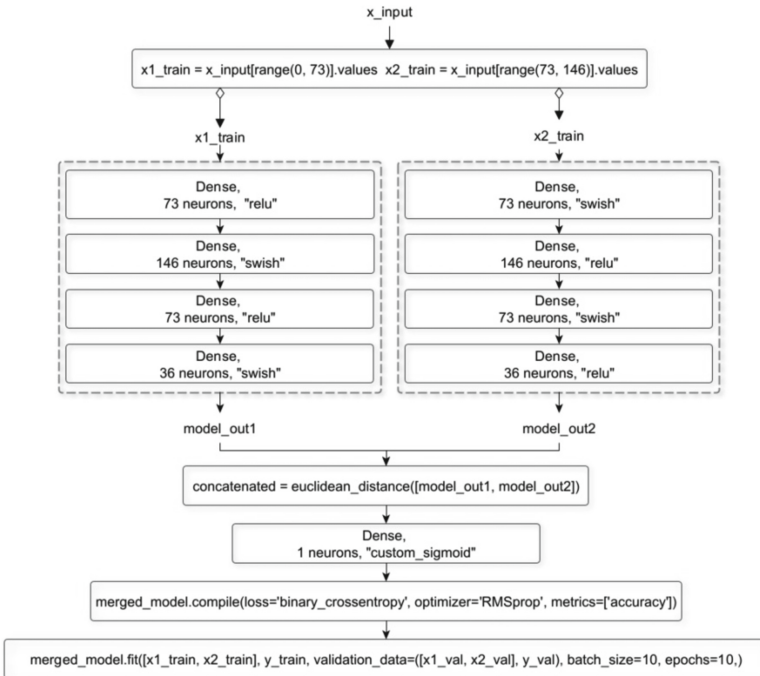 x_input
x1_train = x_input[range(0, 73)].values x2_train = x_input[range(73, 146)].values
x1_train
x2_train
Dense,
73 neurons, "relu"
Dense,
146 neurons, "swish"
Dense,
73 neurons, "relu"
Dense,
36 neurons, "swish"
Dense,
73 neurons, "swish"
Dense,
146 neurons, "relu"
Dense,
73 neurons, "swish"
Dense,
36 neurons, "relu"
model_out1
model_out2
concatenated = euclidean_distance([model_out1, model_out2])
Dense,
1 neurons, "custom_sigmoid"
merged_model.compile(loss='binary_crossentropy', optimizer='RMSprop', metrics=['accuracy'])
merged_model.fit([x1_train, x2_train], y_train, validation_data=([x1_val, x2_val], y_val), batch_size=10, epochs=10,)